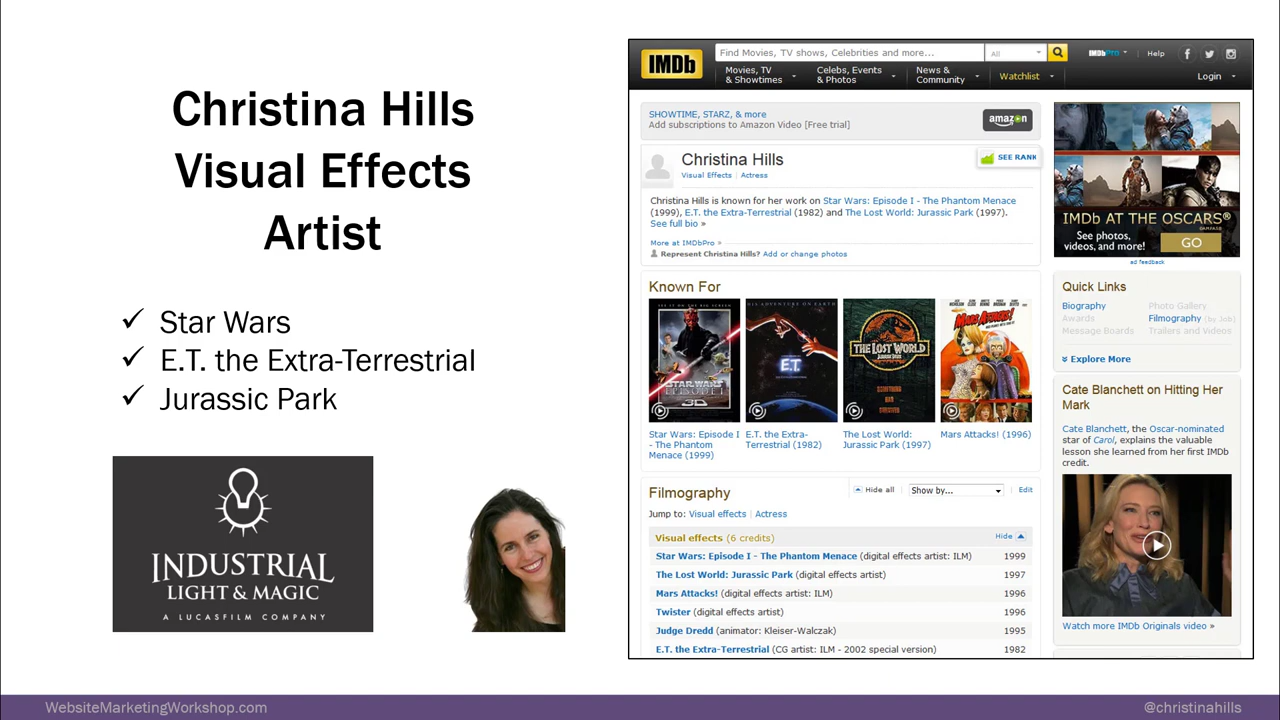 Christina Hills
Visual Effects
Artist
✓ Star Wars
✓ E.T. the Extra-Terrestrial
✓ Jurassic Park
INDUSTRIAL
LIGHT & MAGIC
A LUCASFILM COMPANY
IMDb
Find Movies, TV shows, Celebrities and more...
All
IMDbPro
Help
Movies, TV
& Showtimes
Celebs, Events
& Photos
News &
Community
Watchlist
Login
SHOWTIME, STARZ, & more
Add subscriptions to Amazon Video [Free trial]
amazon
Christina Hills
SEE RANK
Visual Effects | Actress
Christina Hills is known for her work on Star Wars: Episode I - The Phantom Menace
(1999), E.T. the Extra-Terrestrial (1982) and The Lost World: Jurassic Park (1997).
See full bio »
More at IMDbPro »
Represent Christina Hills? Add or change photos
Known For
STAR WARS
EPISODE I
3D
E.T.
THE LOST WORLD
JURASSIC PARK
Mars Attacks!
Star Wars: Episode I
- The Phantom
Menace (1999)
E.T. the Extra-
Terrestrial (1982)
The Lost World:
Jurassic Park (1997)
Mars Attacks! (1996)
Filmography
Hide all
Show by...
Edit
Jump to: Visual effects | Actress
Visual effects (6 credits)
Hide
Star Wars: Episode I - The Phantom Menace (digital effects artist: ILM) 1999
The Lost World: Jurassic Park (digital effects artist) 1997
Mars Attacks! (digital effects artist: ILM) 1996
Twister (digital effects artist) 1996
Judge Dredd (animator: Kleiser-Walczak) 1995
E.T. the Extra-Terrestrial (CG artist: ILM - 2002 special version) 1982
IMDb AT THE OSCARS®
See photos,
videos, and more!
GO
ad feedback
Quick Links
Biography
Photo Gallery
Awards
Filmography (by Job)
Message Boards
Trailers and Videos
Explore More
Cate Blanchett on Hitting Her
Mark
Cate Blanchett, the Oscar-nominated
star of Carol, explains the valuable
lesson she learned from her first IMDb
credit.
Watch more IMDb Originals video »
WebsiteMarketingWorkshop.com
@christinahills